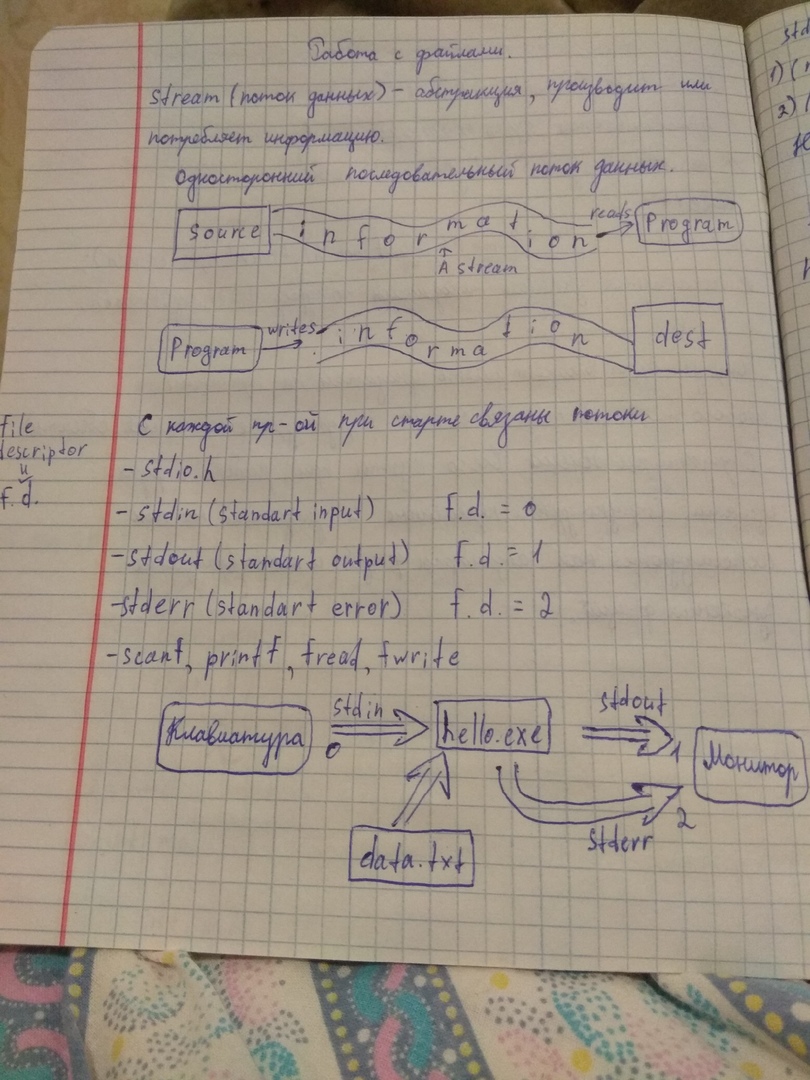 Работа с файлами.
stream (поток данных) - абстракция, производит или
потребляет информацию.
Односторонний последовательный поток данных.
source information reads Program
A stream
Program writes information dest
С каждой пр-ой при старте связаны потоки
file
descriptor
f.d.
- stdio.h
- stdin (standart input) f.d. = 0
- stdout (standart output) f.d. = 1
- stderr (standart error) f.d. = 2
- scanf, printf, fread, fwrite
Клавиатура stdin 0 hello.exe stdout 1 Монитор
data.txt stderr 2
std
1) (
2) (